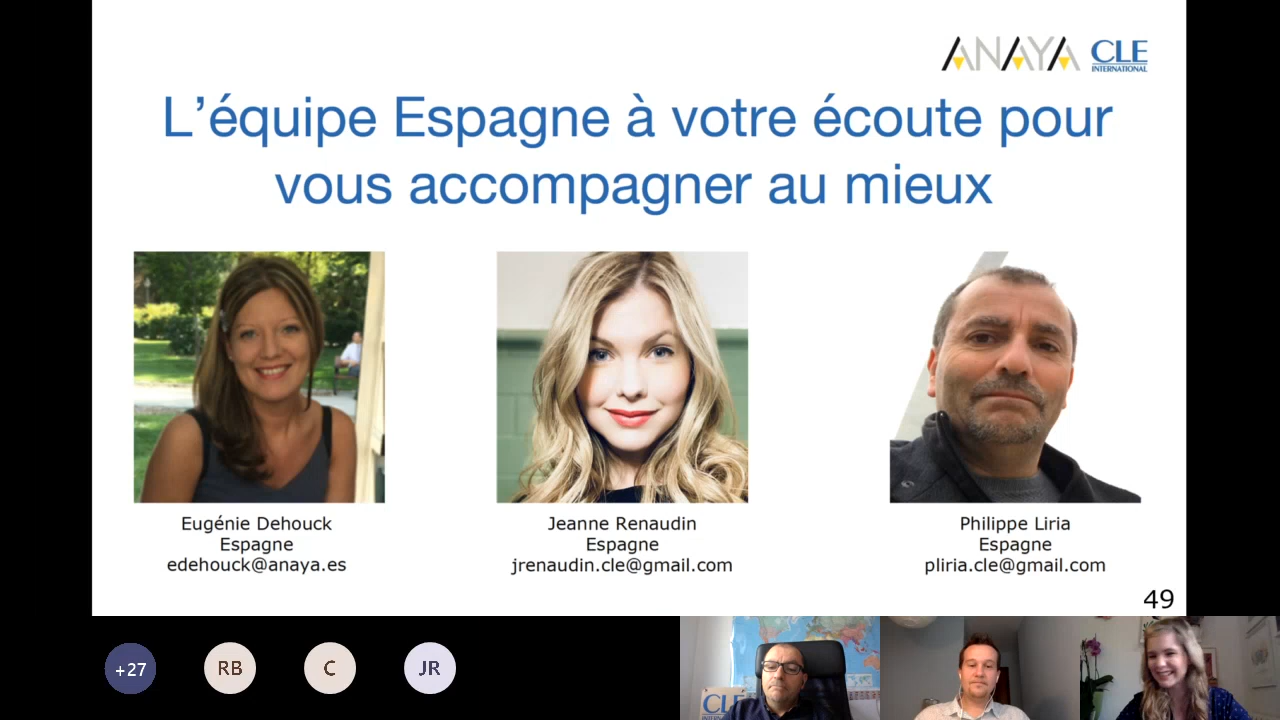 ANAYA CLE
INTERNATIONAL
L'équipe Espagne à votre écoute pour
vous accompagner au mieux
Eugénie Dehouck
Espagne
edehouck@anaya.es
Jeanne Renaudin
Espagne
jrenaudin.cle@gmail.com
Philippe Liria
Espagne
pliria.cle@gmail.com
49
+27
RB
C
JR
CLE